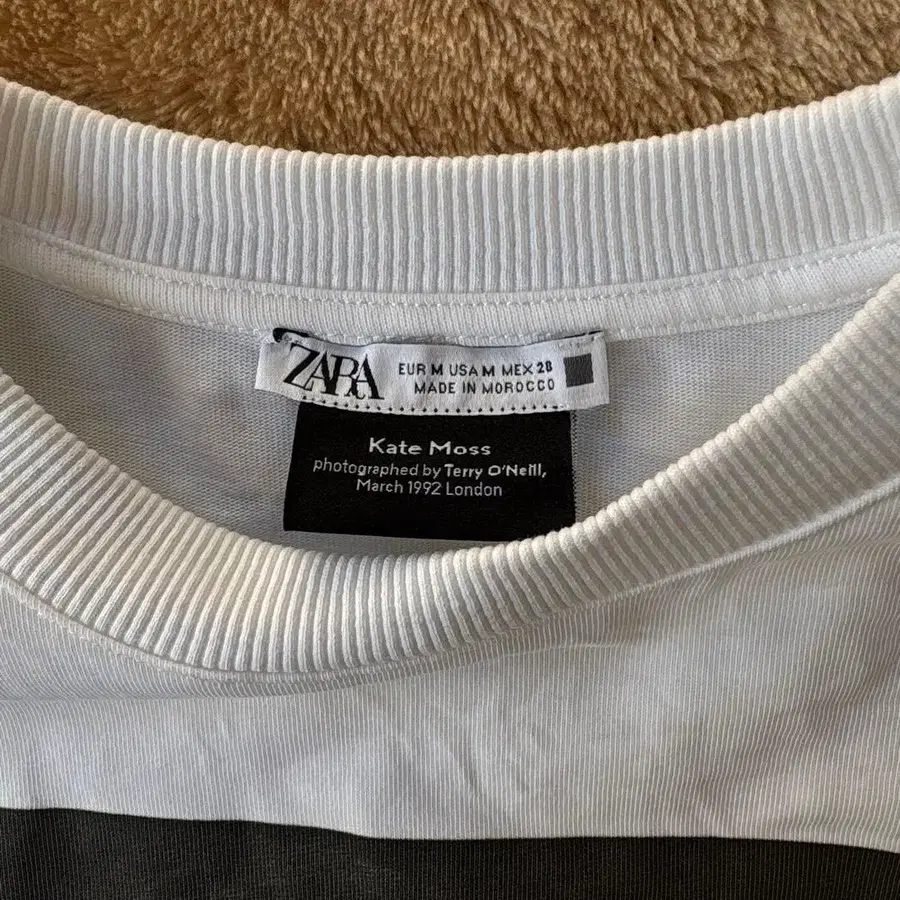 ZARA
EUR M USA M MEX 28
MADE IN MOROCCO
Kate Moss
photographed by Terry O'Neill,
March 1992 London